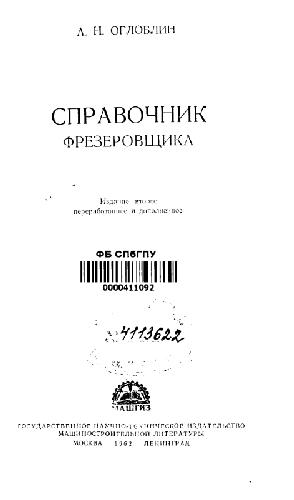 А. Н. ОГЛОБЛИН
СПРАВОЧНИК
ФРЕЗЕРОВЩИКА
Издание второе
переработанное и дополненное
ФБ СПбГПУ
0000411092
4113622
МАШГИЗ
ГОСУДАРСТВЕННОЕ НАУЧНО-ТЕХНИЧЕСКОЕ ИЗДАТЕЛЬСТВО
МАШИНОСТРОИТЕЛЬНОЙ ЛИТЕРАТУРЫ
МОСКВА 1962 ЛЕНИНГРАД